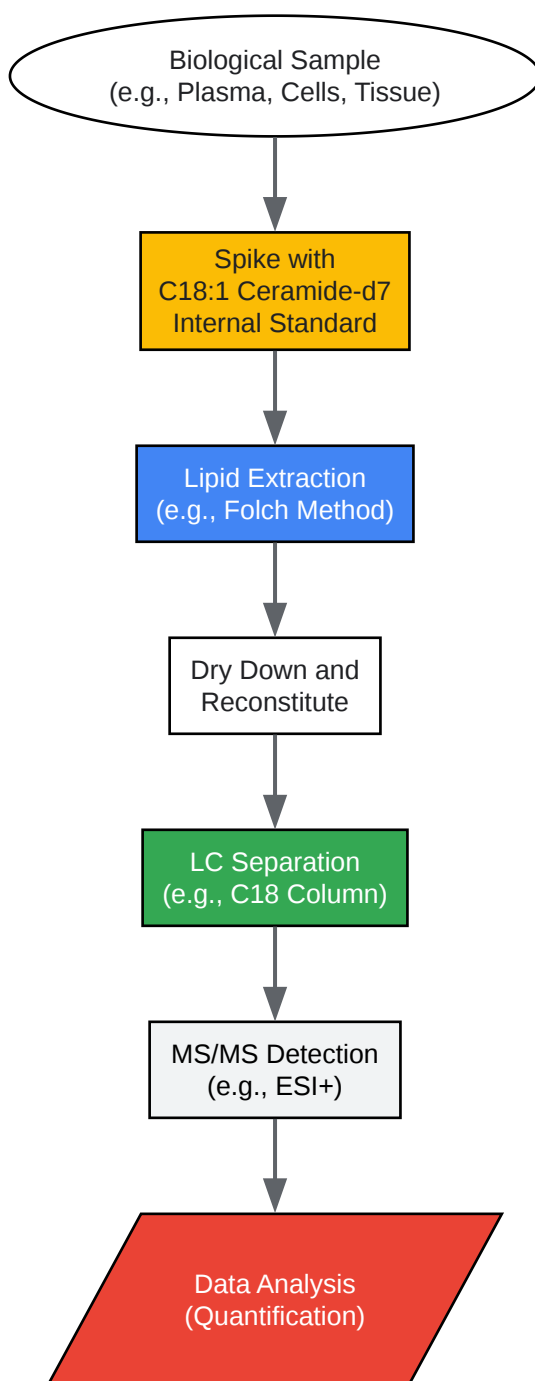 Biological Sample
(e.g., Plasma, Cells, Tissue)
Spike with
C18:1 Ceramide-d7
Internal Standard
Lipid Extraction
(e.g., Folch Method)
Dry Down and
Reconstitute
LC Separation
(e.g., C18 Column)
MS/MS Detection
(e.g., ESI+)
Data Analysis
(Quantification)